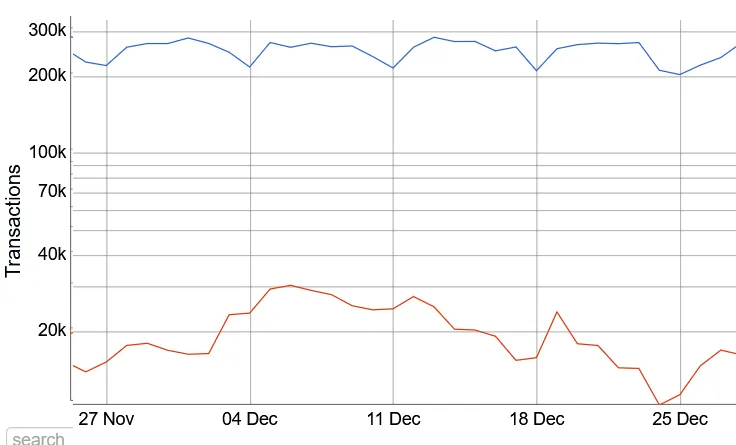 300k
200k
100k
70k
40k
20k
Transactions
27 Nov
04 Dec
11 Dec
18 Dec
25 Dec
search